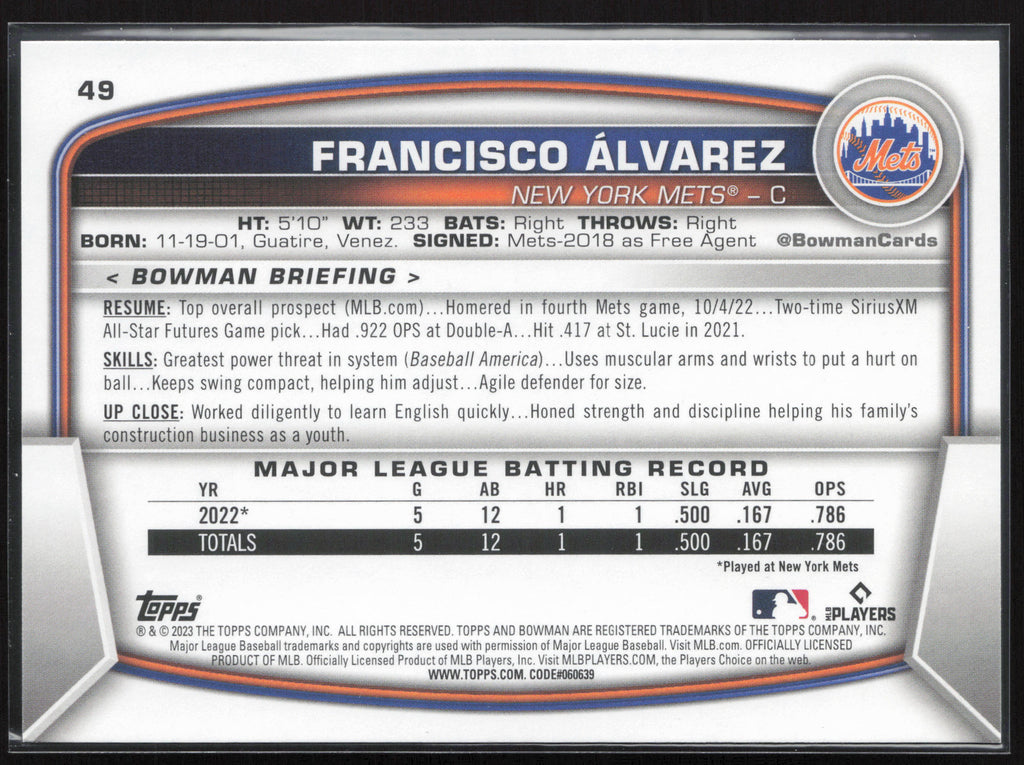 49
FRANCISCO ÁLVAREZ
Mets
NEW YORK METS® – C
HT: 5'10" WT: 233 BATS: Right THROWS: Right
BORN: 11-19-01, Guatire, Venez. SIGNED: Mets-2018 as Free Agent @BowmanCards
< BOWMAN BRIEFING >
RESUME: Top overall prospect (MLB.com)...Homered in fourth Mets game, 10/4/22...Two-time SiriusXM
All-Star Futures Game pick...Had .922 OPS at Double-A...Hit .417 at St. Lucie in 2021.
SKILLS: Greatest power threat in system (Baseball America)...Uses muscular arms and wrists to put a hurt on
ball...Keeps swing compact, helping him adjust...Agile defender for size.
UP CLOSE: Worked diligently to learn English quickly...Honed strength and discipline helping his family's
construction business as a youth.
MAJOR LEAGUE BATTING RECORD
YR G AB HR RBI SLG AVG OPS
2022* 5 12 1 1 .500 .167 .786
TOTALS 5 12 1 1 .500 .167 .786
*Played at New York Mets
Topps® MLB PLAYERS
® & © 2023 THE TOPPS COMPANY, INC. ALL RIGHTS RESERVED. TOPPS AND BOWMAN ARE REGISTERED TRADEMARKS OF THE TOPPS COMPANY, INC.
Major League Baseball trademarks and copyrights are used with permission of Major League Baseball. Visit MLB.com. OFFICIALLY LICENSED
PRODUCT OF MLB. Officially Licensed Product of MLB Players, Inc. Visit MLBPLAYERS.COM, the Players Choice on the web.
WWW.TOPPS.COM. CODE#060639